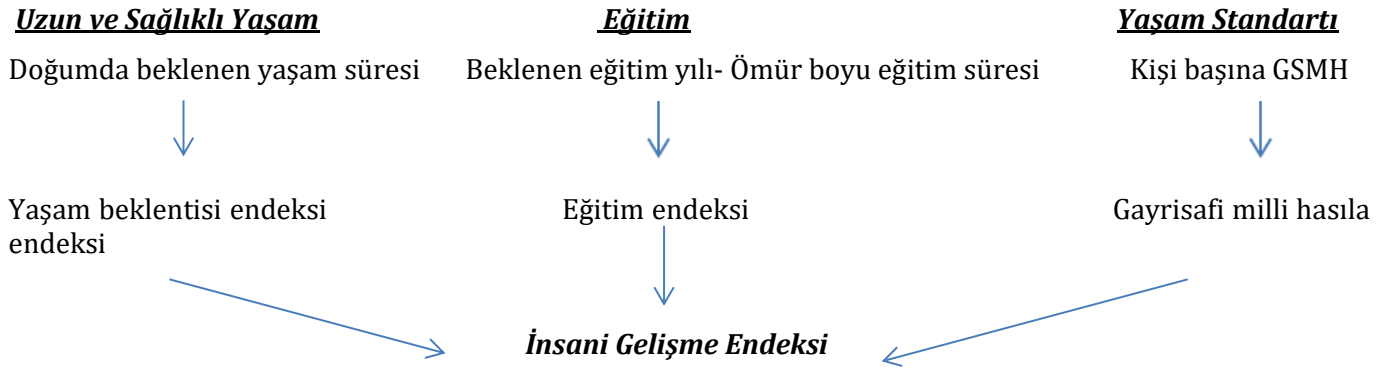 Uzun ve Sağlıklı Yaşam Eğitim Yaşam Standartı
Doğumda beklenen yaşam süresi Beklenen eğitim yılı- Ömür boyu eğitim süresi Kişi başına GSMH
Yaşam beklentisi endeksi Eğitim endeksi Gayrisafi milli hasıla
endeksi
İnsani Gelişme Endeksi